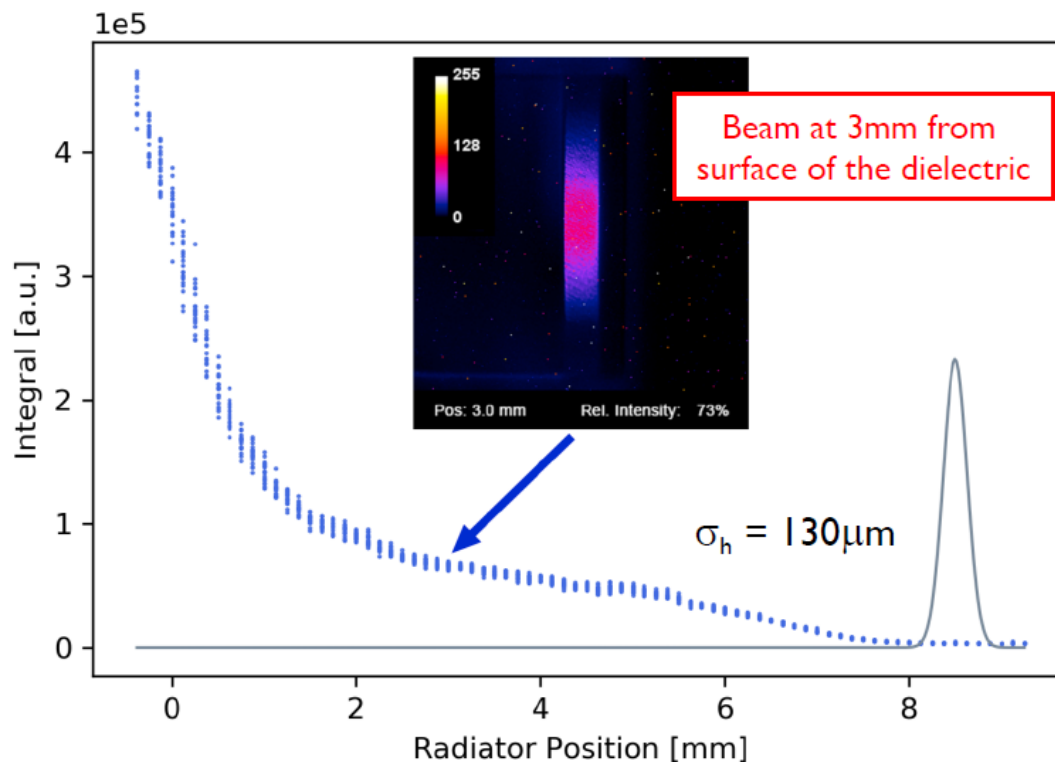 1e5
4
3
2
1
0
Integral [a.u.]
255
128
0
Pos: 3.0 mm Rel. Intensity: 73%
Beam at 3mm from
surface of the dielectric
σh = 130μm
0 2 4 6 8
Radiator Position [mm]